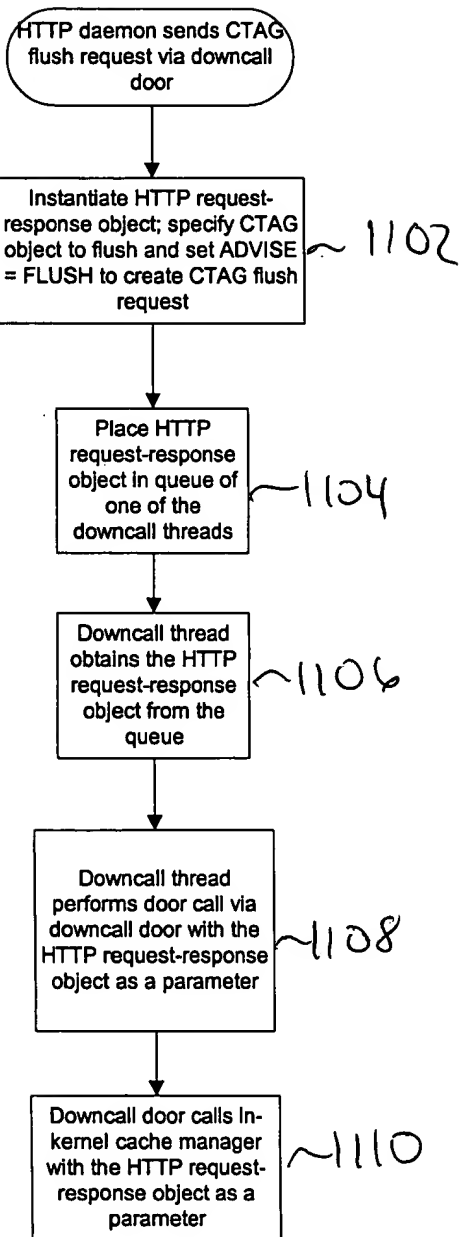 HTTP daemon sends CTAG
flush request via downcall
door
Instantiate HTTP request-
response object; specify CTAG
object to flush and set ADVISE
= FLUSH to create CTAG flush
request
1102
Place HTTP
request-response
object in queue of
one of the
downcall threads
1104
Downcall thread
obtains the HTTP
request-response
object from the
queue
1106
Downcall thread
performs door call via
downcall door with the
HTTP request-response
object as a parameter
1108
Downcall door calls In-
kernel cache manager
with the HTTP request-
response object as a
parameter
1110